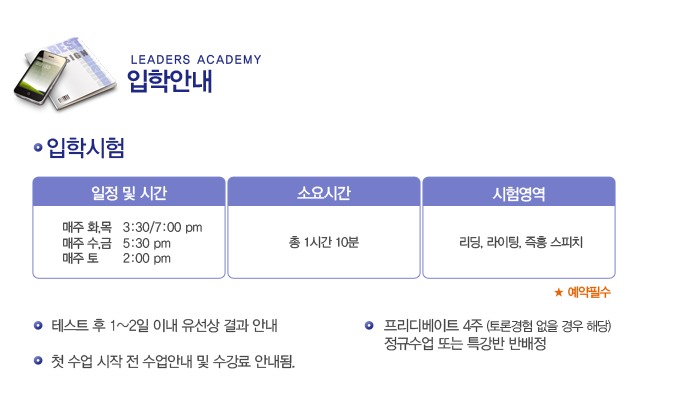 BEST
LEADERS ACADEMY
입학안내
입학시험
일정 및 시간
소요시간
시험영역
매주 화,목 3:30/7:00 pm
매주 수,금 5:30 pm
매주 토 2:00 pm
총 1시간 10분
리딩, 라이팅, 즉흥 스피치
★ 예약필수
테스트 후 1~2일 이내 유선상 결과 안내
첫 수업 시작 전 수업안내 및 수강료 안내됨.
프리디베이트 4주 (토론경험 없을 경우 해당)
정규수업 또는 특강반 반배정